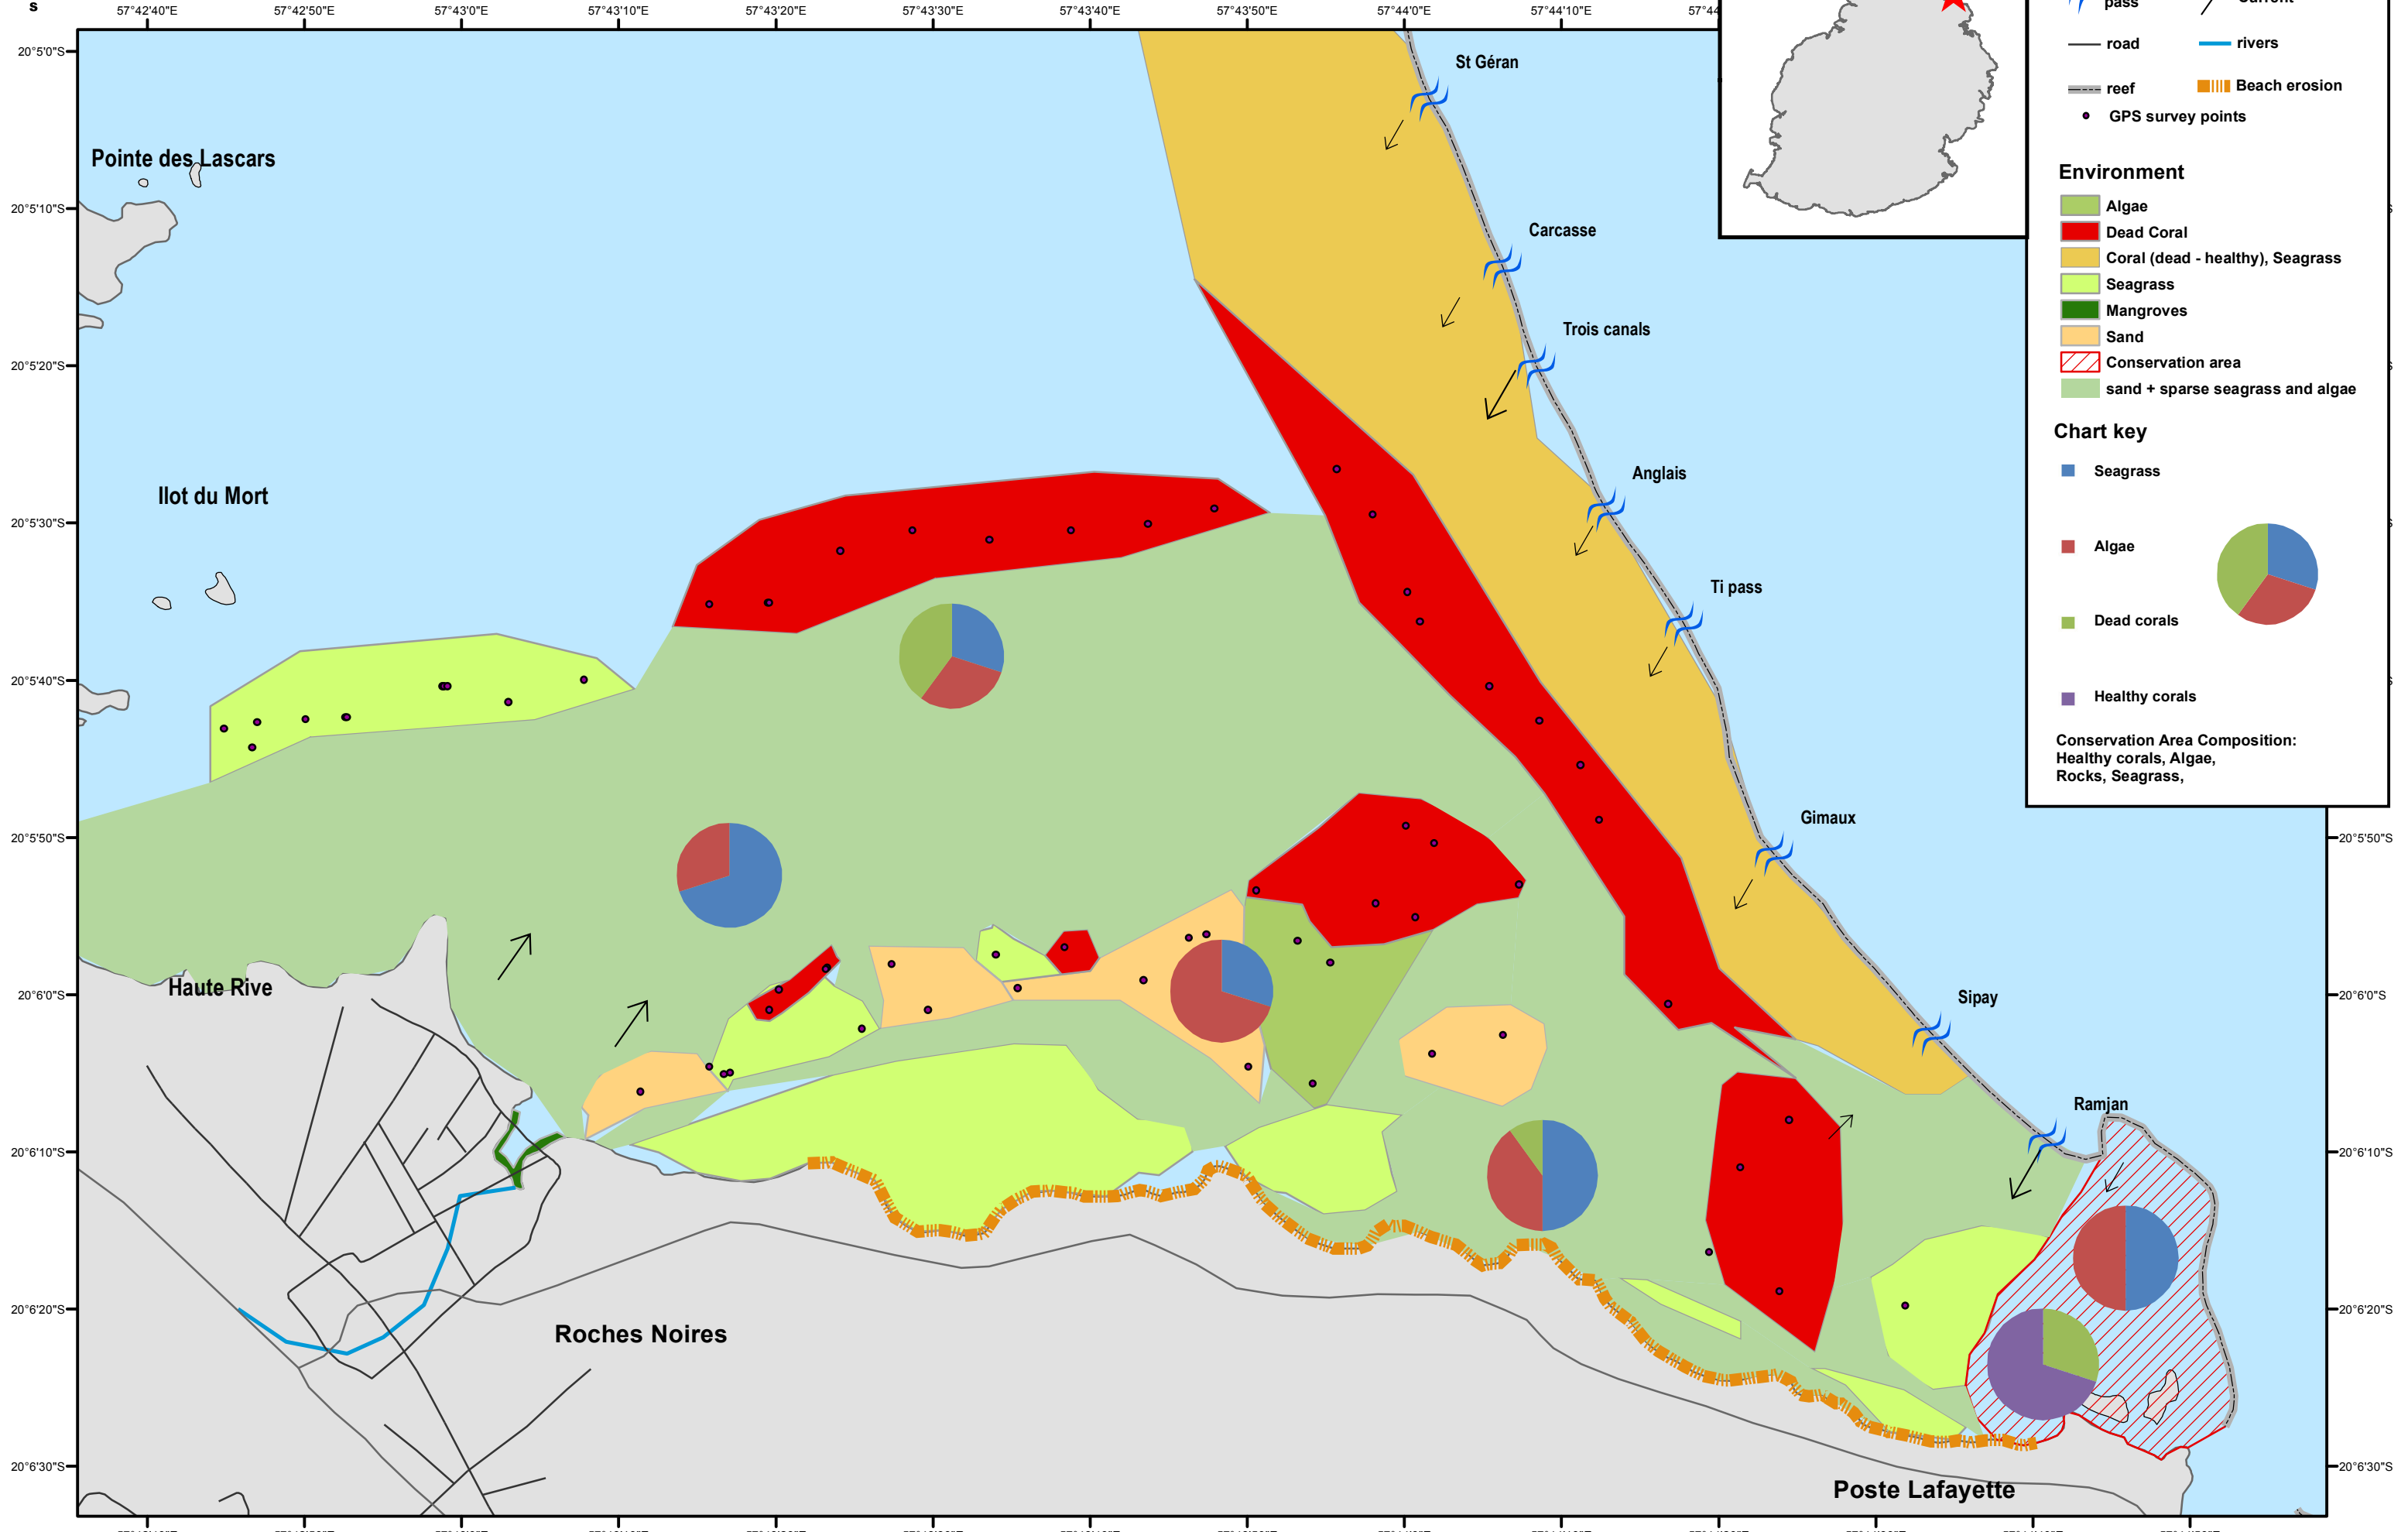 s
57°42'40"E
57°42'50"E
57°43'0"E
57°43'10"E
57°43'20"E
57°43'30"E
57°43'40"E
57°43'50"E
57°44'0"E
57°44'10"E
57°44
20°5'0"S
20°5'10"S
20°5'20"S
20°5'30"S
20°5'40"S
20°5'50"S
20°6'0"S
20°6'10"S
20°6'20"S
20°6'30"S
St Géran
Pointe des Lascars
Carcasse
Trois canals
Anglais
Ilot du Mort
Ti pass
Gimaux
Haute Rive
Sipay
Ramjan
Roches Noires
Poste Lafayette
pass
Current
road
rivers
reef
Beach erosion
GPS survey points
Environment
Algae
Dead Coral
Coral (dead - healthy), Seagrass
Seagrass
Mangroves
Sand
Conservation area
sand + sparse seagrass and algae
Chart key
Seagrass
Algae
Dead corals
Healthy corals
Conservation Area Composition:
Healthy corals, Algae,
Rocks, Seagrass,
20°5'50"S
20°6'0"S
20°6'10"S
20°6'20"S
20°6'30"S